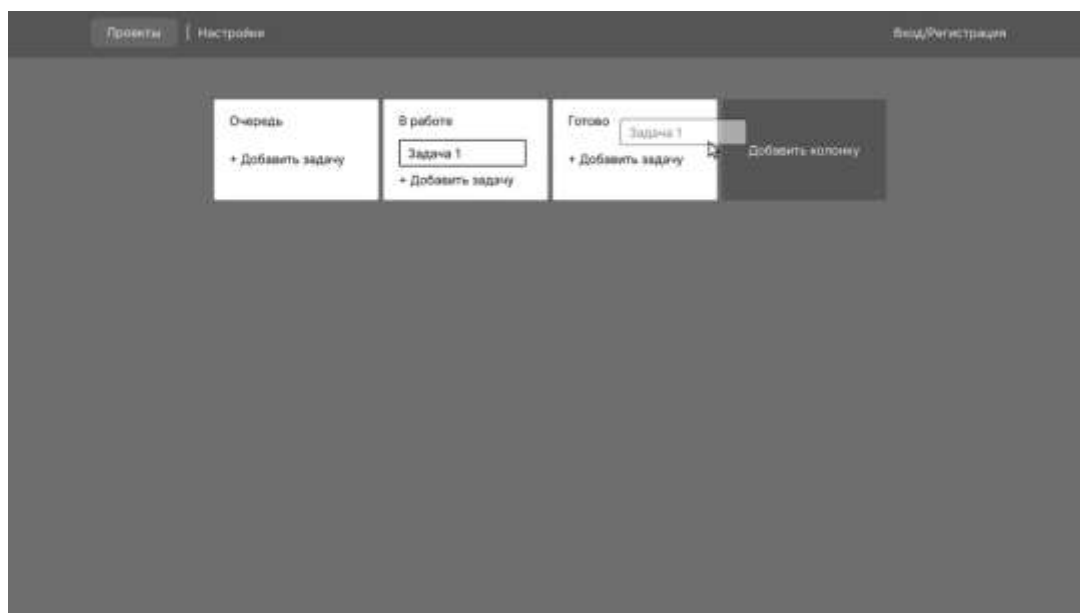 Проекты | Настройки Вход/Регистрация
Очередь
+ Добавить задачу
В работе
Задача 1
+ Добавить задачу
Готово
Задача 1
+ Добавить задачу
Добавить колонку